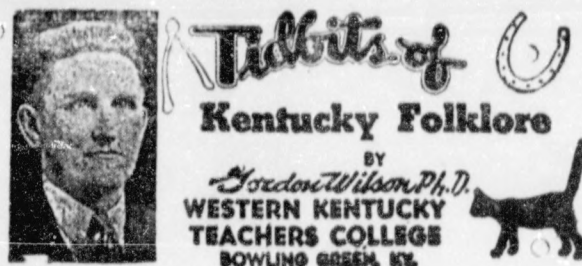 Tidbits of
Kentucky Folklore
BY
Gordon Wilson Ph.D.
WESTERN KENTUCKY
TEACHERS COLLEGE
BOWLING GREEN, KY.